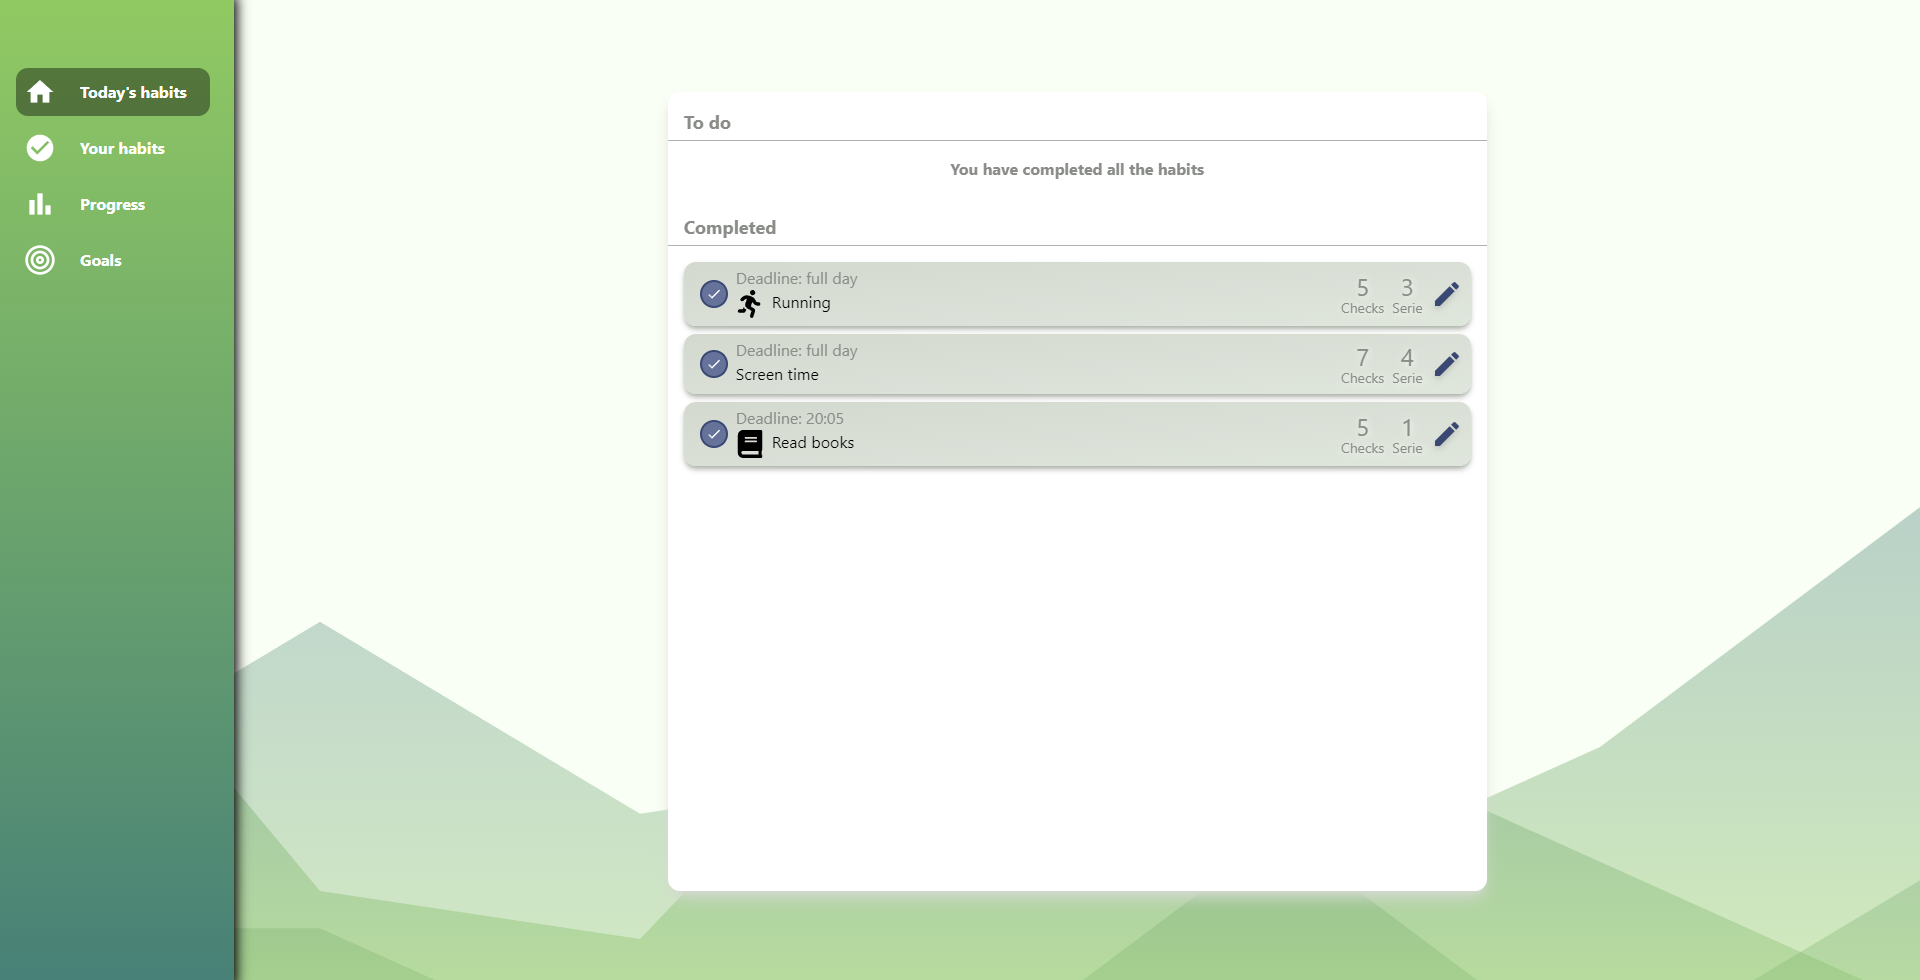 Today's habits
Your habits
Progress
Goals
To do
You have completed all the habits
Completed
Deadline: full day
Running
5 Checks
3 Serie
Deadline: full day
Screen time
7 Checks
4 Serie
Deadline: 20:05
Read books
5 Checks
1 Serie